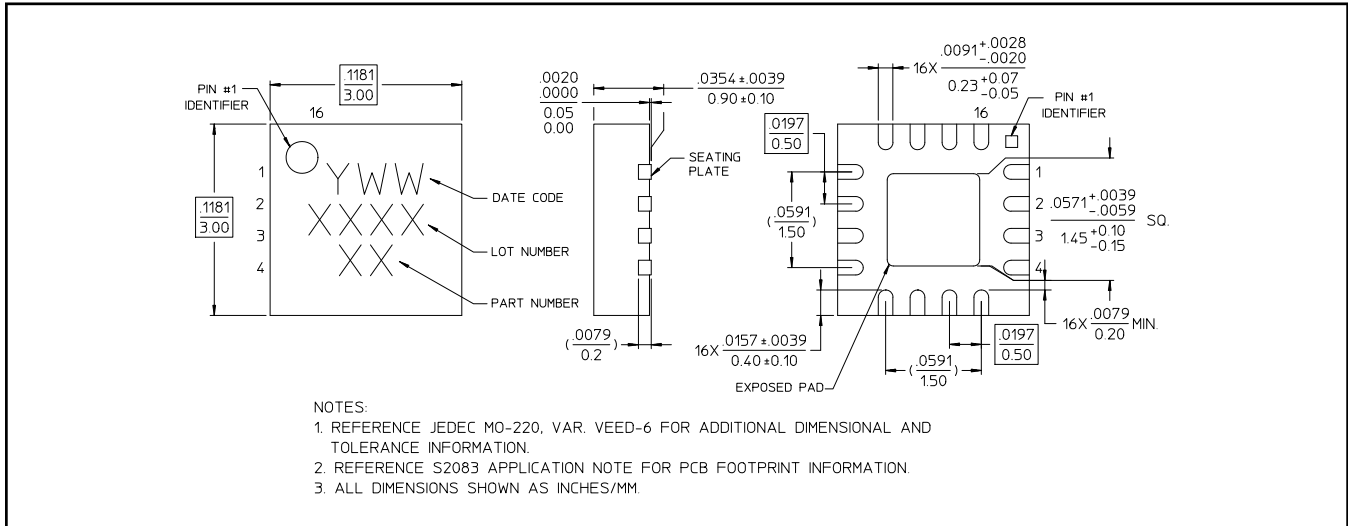 PIN #1
IDENTIFIER
.1181
3.00
16
.1181
3.00
1
2
3
4
Y W W
X X X X
X X
DATE CODE
LOT NUMBER
PART NUMBER
.0020
.0000
0.05
0.00
.0354 ±.0039
0.90 ±0.10
SEATING
PLATE
(.0079
0.2)
16X .0091 +.0028
-.0020
0.23 +0.07
-0.05
16
PIN #1
IDENTIFIER
.0197
0.50
(.0591
1.50)
1
2
3
4
.0571 +.0039
-.0059
1.45 +0.10
-0.15
SQ.
16X .0157 ±.0039
0.40 ±0.10
16X .0079
0.20 MIN.
.0197
0.50
(.0591
1.50)
EXPOSED PAD
NOTES:
1. REFERENCE JEDEC MO-220, VAR. VEED-6 FOR ADDITIONAL DIMENSIONAL AND
TOLERANCE INFORMATION.
2. REFERENCE S2083 APPLICATION NOTE FOR PCB FOOTPRINT INFORMATION.
3. ALL DIMENSIONS SHOWN AS INCHES/MM.